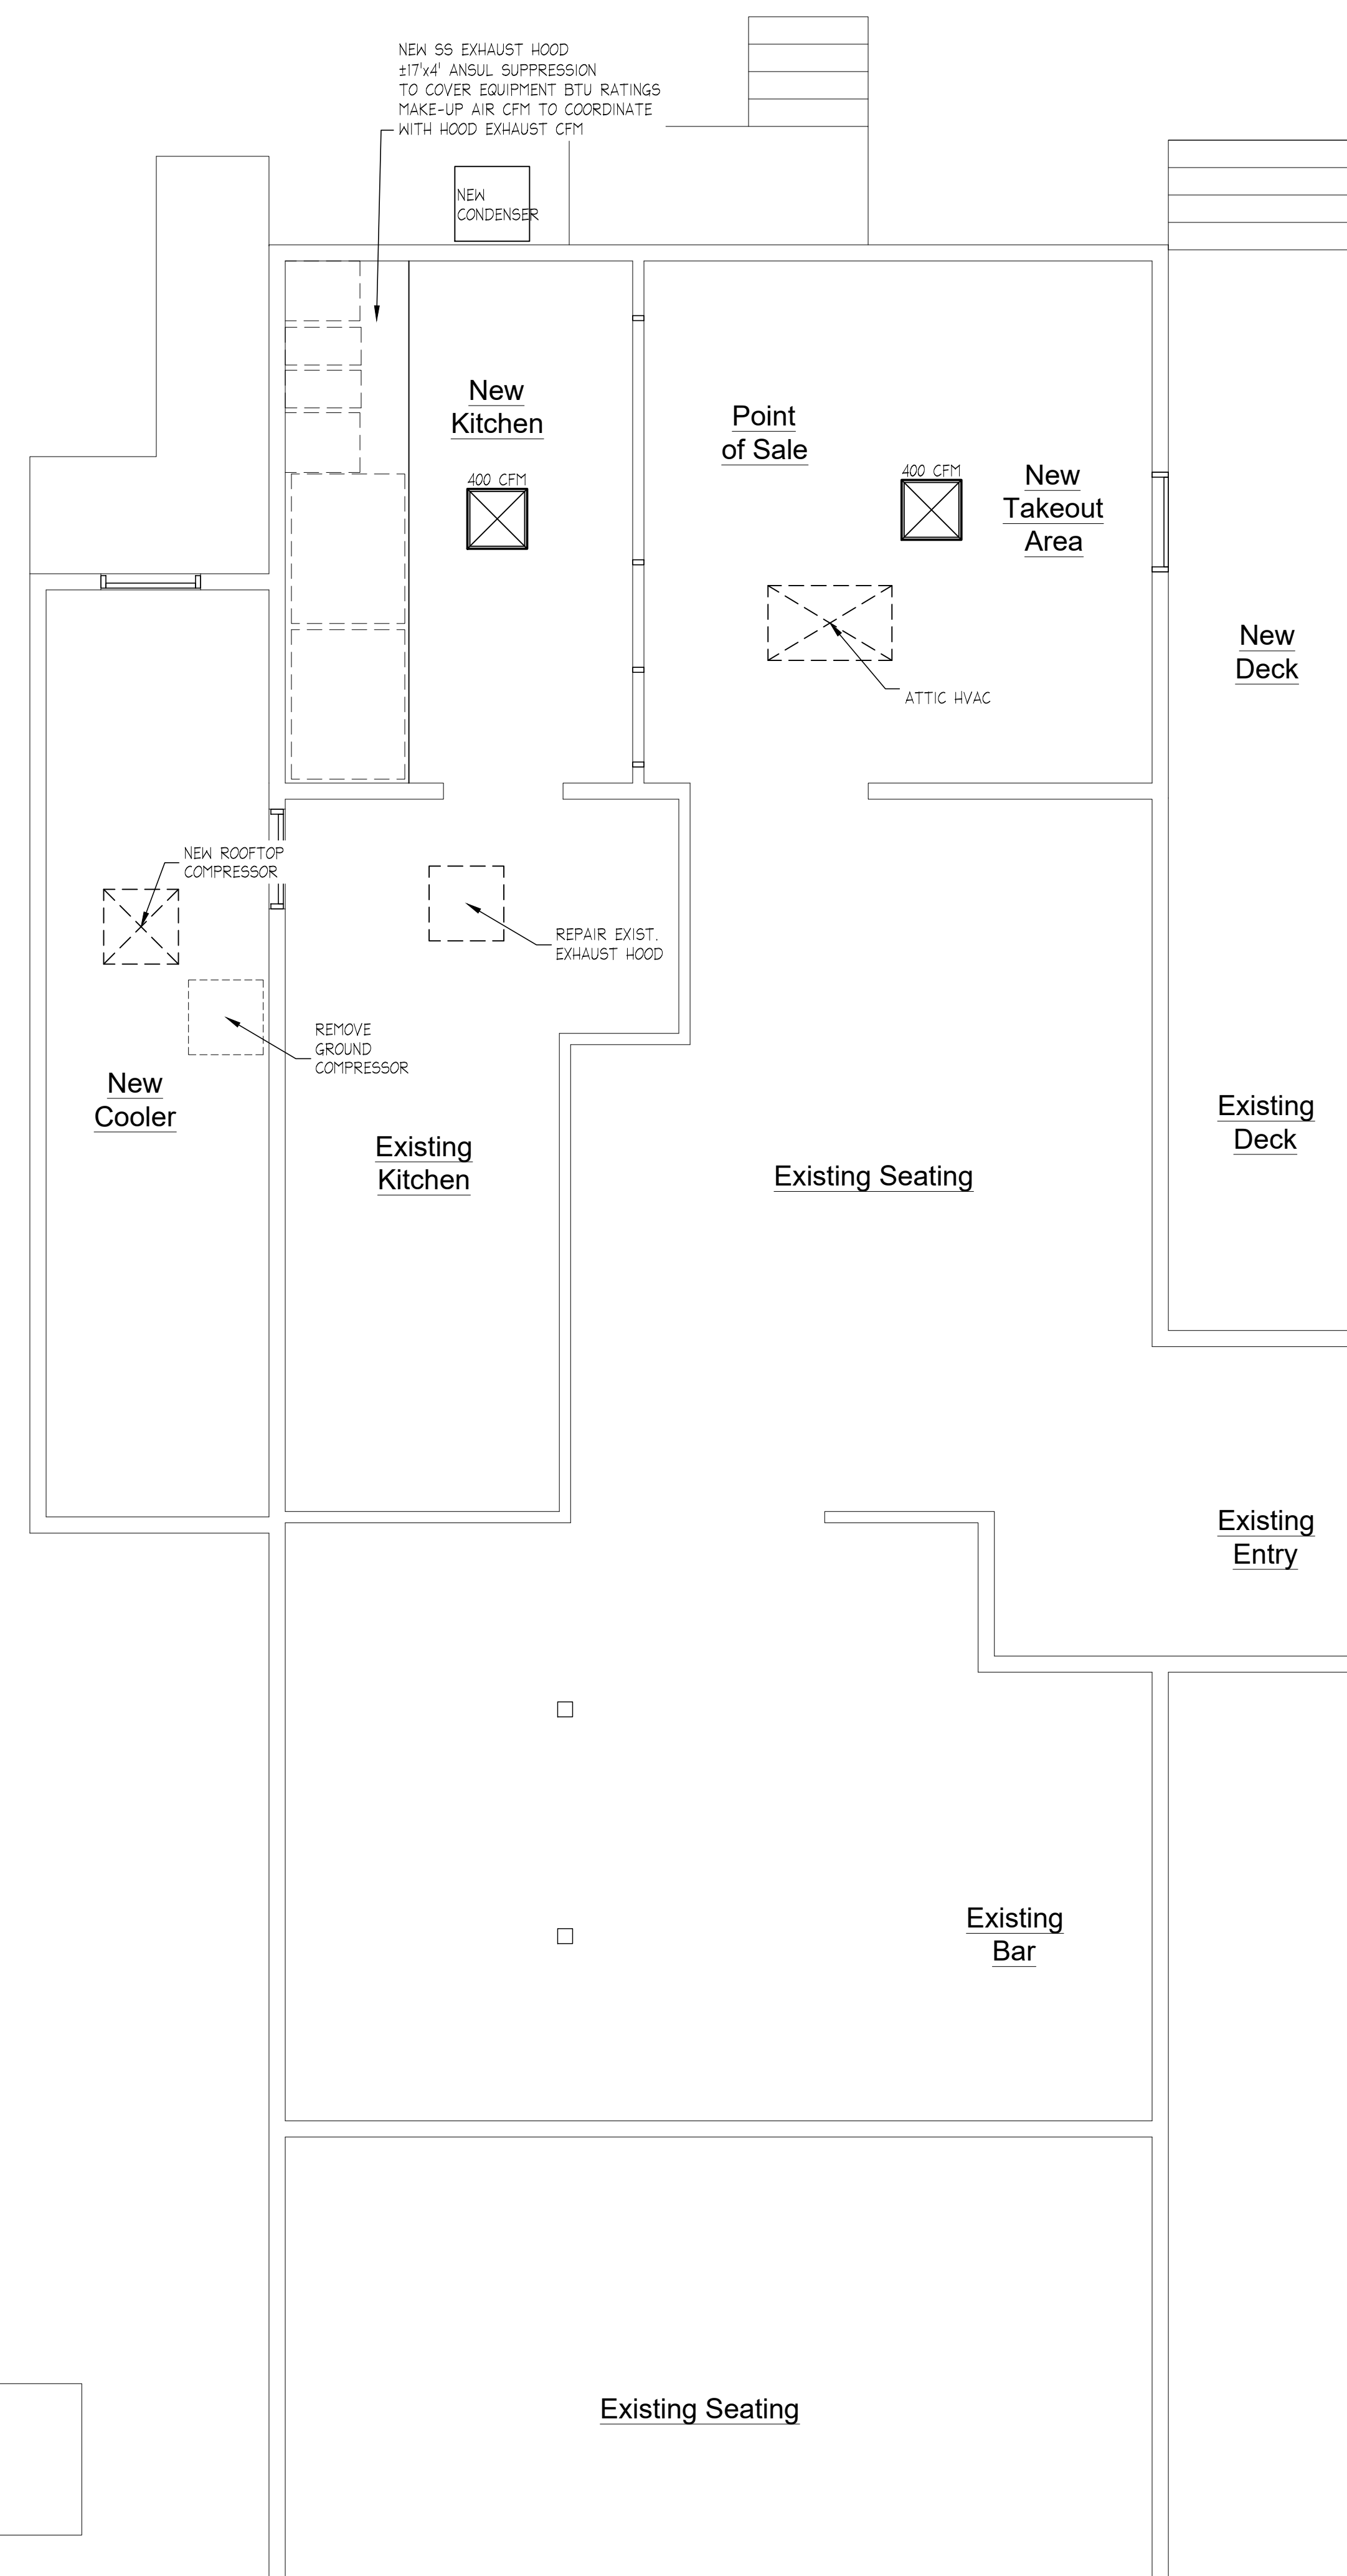 NEW SS EXHAUST HOOD
±17'x4' ANSUL SUPPRESSION
TO COVER EQUIPMENT BTU RATINGS
MAKE-UP AIR CFM TO COORDINATE
WITH HOOD EXHAUST CFM
NEW
CONDENSER
New
Kitchen
400 CFM
Point
of Sale
400 CFM
New
Takeout
Area
ATTIC HVAC
New
Deck
NEW ROOFTOP
COMPRESSOR
REPAIR EXIST.
EXHAUST HOOD
REMOVE
GROUND
COMPRESSOR
New
Cooler
Existing
Kitchen
Existing Seating
Existing
Deck
Existing
Entry
Existing
Bar
Existing Seating